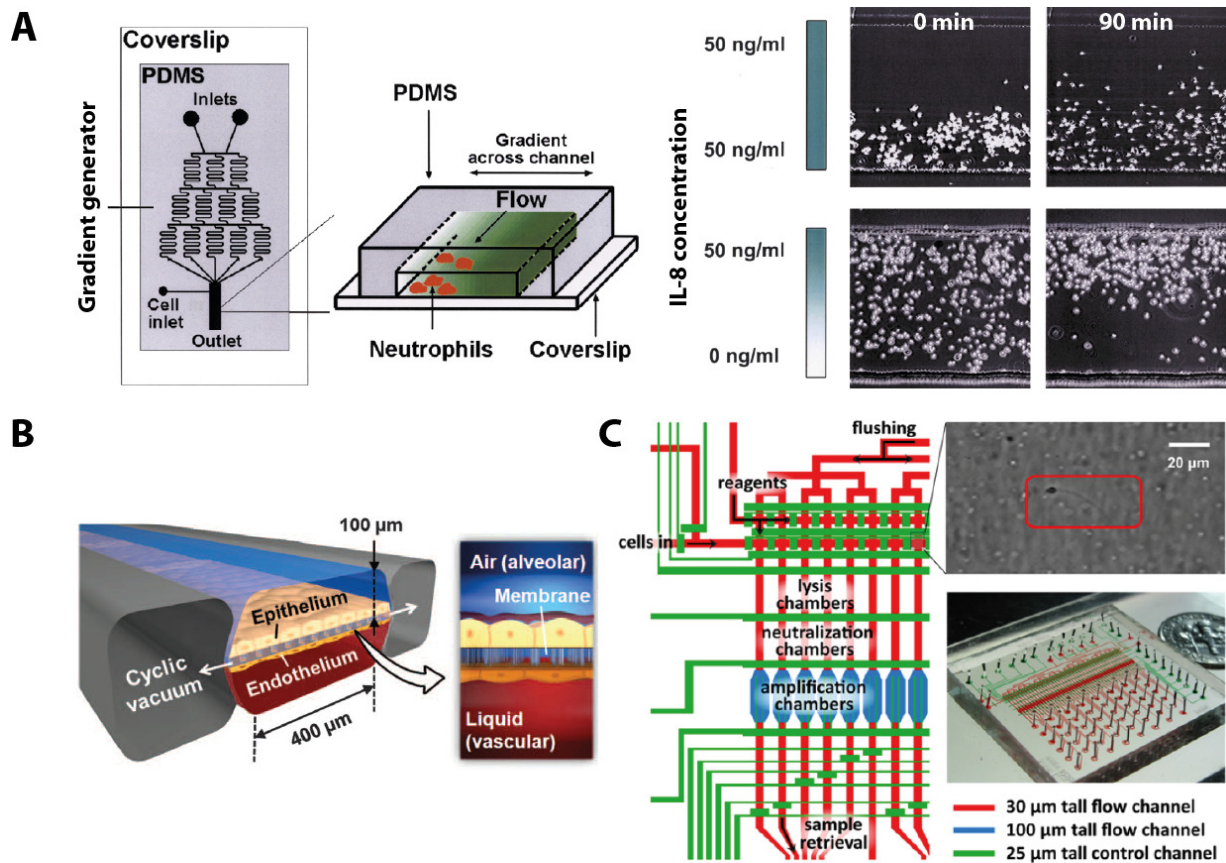 A
Coverslip
PDMS
Inlets
Gradient generator
Cell
inlet
Outlet
PDMS
Gradient
across channel
Flow
Neutrophils
Coverslip
IL-8 concentration
50 ng/ml
50 ng/ml
50 ng/ml
0 ng/ml
0 min
90 min
B
100 µm
Epithelium
Endothelium
Cyclic
vacuum
400 µm
Air (alveolar)
Membrane
Liquid
(vascular)
C
flushing
reagents
cells in
lysis
chambers
neutralization
chambers
amplification
chambers
sample
retrieval
20 µm
30 µm tall flow channel
100 µm tall flow channel
25 µm tall control channel